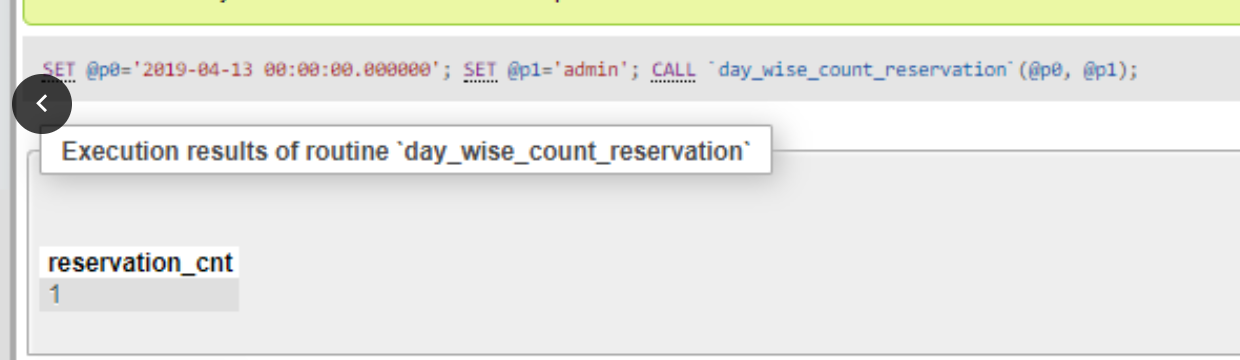 SET @p0='2019-04-13 00:00:00.000000'; SET @p1='admin'; CALL `day_wise_count_reservation`(@p0, @p1);
Execution results of routine `day_wise_count_reservation`
reservation_cnt
1